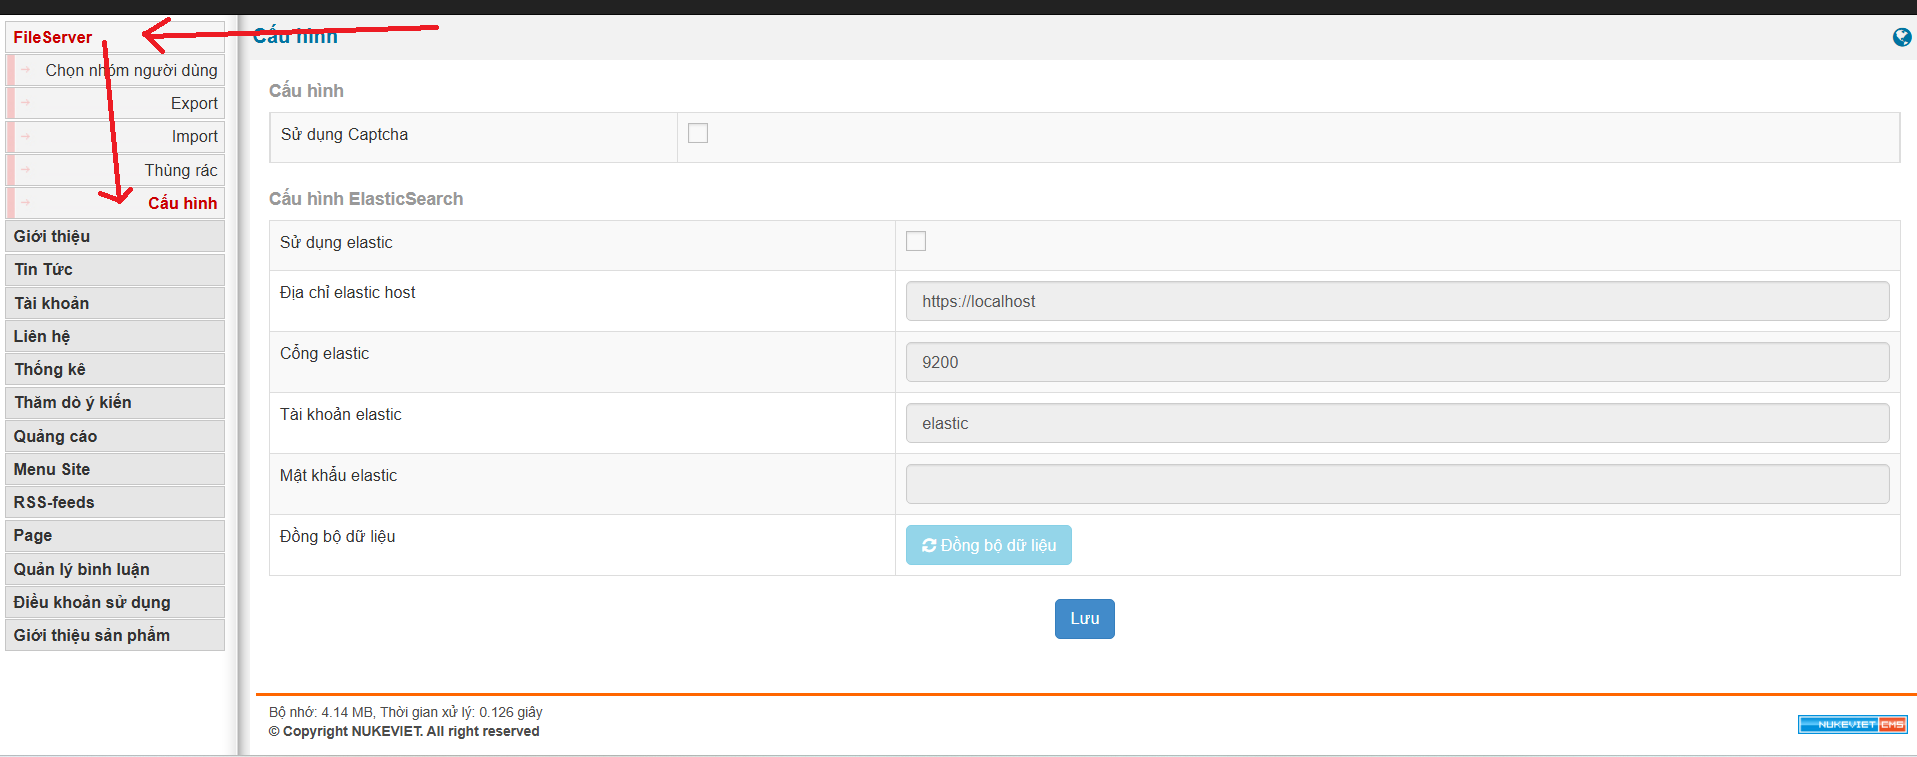 FileServer
Chọn nhóm người dùng
Export
Import
Thùng rác
Cấu hình
Giới thiệu
Tin Tức
Tài khoản
Liên hệ
Thống kê
Thăm dò ý kiến
Quảng cáo
Menu Site
RSS-feeds
Page
Quản lý bình luận
Điều khoản sử dụng
Giới thiệu sản phẩm
Cấu hình
Cấu hình
Sử dụng Captcha
Cấu hình ElasticSearch
Sử dụng elastic
Địa chỉ elastic host
https://localhost
Cổng elastic
9200
Tài khoản elastic
elastic
Mật khẩu elastic
Đồng bộ dữ liệu
Đồng bộ dữ liệu
Lưu
Bộ nhớ: 4.14 MB, Thời gian xử lý: 0.126 giây
© Copyright NUKEVIET. All right reserved
NUKEVIET CMS